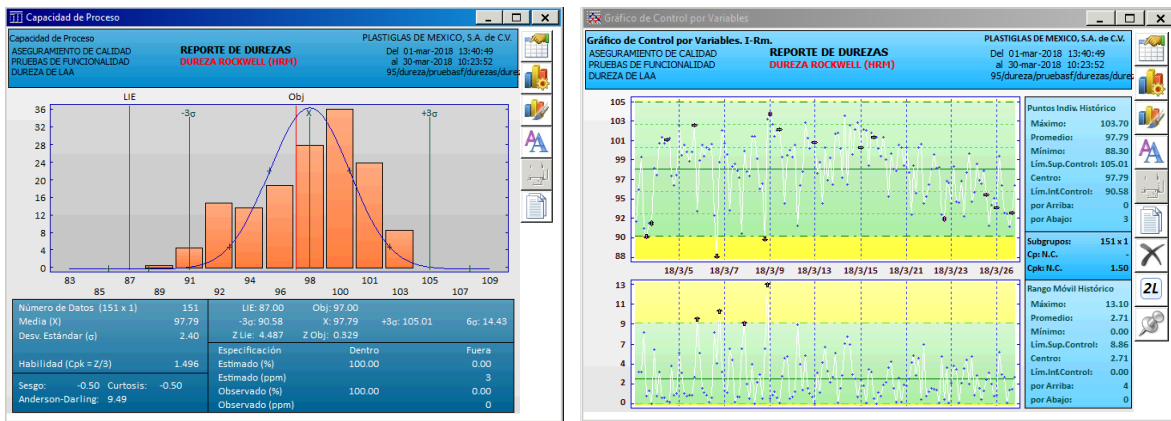 Capacidad de Proceso
Capacidad de Proceso
PLASTIGLAS DE MEXICO, S.A. de C.V.
ASEGURAMIENTO DE CALIDAD
REPORTE DE DUREZAS
Del 01-mar-2018 13:40:49
PRUEBAS DE FUNCIONALIDAD
DUREZA ROCKWELL (HRM)
al 30-mar-2018 10:23:52
DUREZA DE LAA
95/dureza/pruebasf/durezas/durez
LIE
Obj
-3σ
X
+3σ
36
32
28
24
20
16
12
8
4
0
83 87 91 94 98 101 105 109
85 89 92 96 100 103 107
Número de Datos (151 x 1) 151
Media (X) 97.79
Desv. Estándar (σ) 2.40
Habilidad (Cpk = Z/3) 1.496
Sesgo: -0.50 Curtosis: -0.50
Anderson-Darling: 9.49
LIE: 87.00 Obj: 97.00
-3σ: 90.58 X: 97.79 +3σ: 105.01 6σ: 14.43
Z Lie: 4.487 Z Obj: 0.329
Especificación Dentro Fuera
Estimado (%) 100.00 0.00
Estimado (ppm) 3
Observado (%) 100.00 0.00
Observado (ppm) 0
Gráfico de Control por Variables
Gráfico de Control por Variables. I-Rm.
PLASTIGLAS DE MEXICO, S.A. de C.V.
ASEGURAMIENTO DE CALIDAD
REPORTE DE DUREZAS
Del 01-mar-2018 13:40:49
PRUEBAS DE FUNCIONALIDAD
DUREZA ROCKWELL (HRM)
al 30-mar-2018 10:23:52
DUREZA DE LAA
95/dureza/pruebasf/durezas/durez
105
103
101
99
97
95
92
90
88
18/3/5 18/3/7 18/3/9 18/3/13 18/3/15 18/3/21 18/3/23 18/3/26
13
11
9
7
4
2
0
Puntos Indiv. Histórico
Máximo: 103.70
Promedio: 97.79
Mínimo: 88.30
Lím.Sup.Control: 105.01
Centro: 97.79
Lím.Inf.Control: 90.58
por Arriba: 0
por Abajo: 3
Subgrupos: 151 x 1
Cp: N.C. -
Cpk: N.C. 1.50
Rango Móvil Histórico
Máximo: 13.10
Promedio: 2.71
Mínimo: 0.00
Lím.Sup.Control: 8.86
Centro: 2.71
Lím.Inf.Control: 0.00
por Arriba: 4
por Abajo: 0
2L